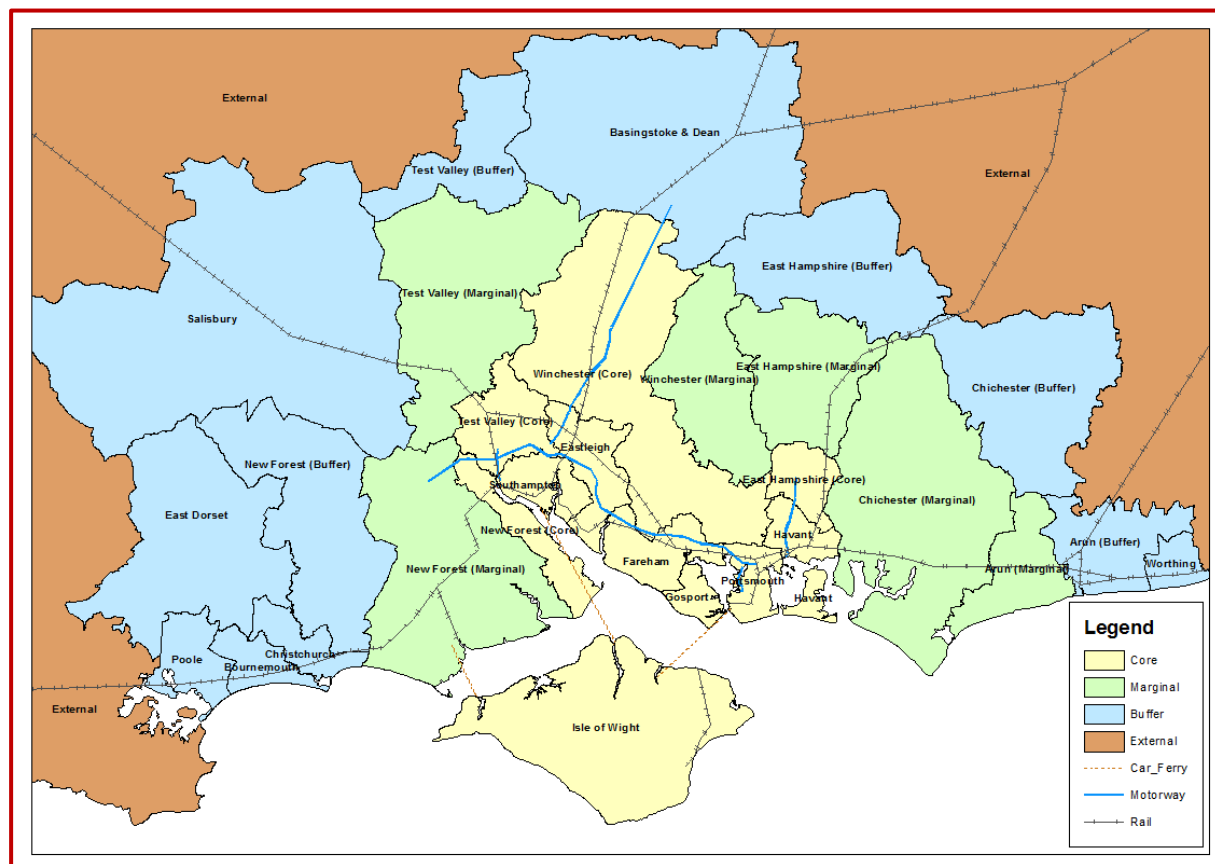 External
Basingstoke & Dean
Test Valley (Buffer)
External
East Hampshire (Buffer)
Test Valley (Marginal)
Salisbury
East Hampshire (Marginal)
Winchester (Core)
Winchester (Marginal)
Chichester (Buffer)
Test Valley (Core)
Eastleigh
New Forest (Buffer)
East Hampshire (Core)
Southampton
Chichester (Marginal)
East Dorset
New Forest (Core)
Havant
Arun (Buffer)
Fareham
Worthing
New Forest (Marginal)
Arun (Marginal)
Portsmouth
Gosport
Havant
Legend
Christchurch
Poole
Bournemouth
Core
Marginal
External
Buffer
Isle of Wight
External
Car_Ferry
Motorway
Rail